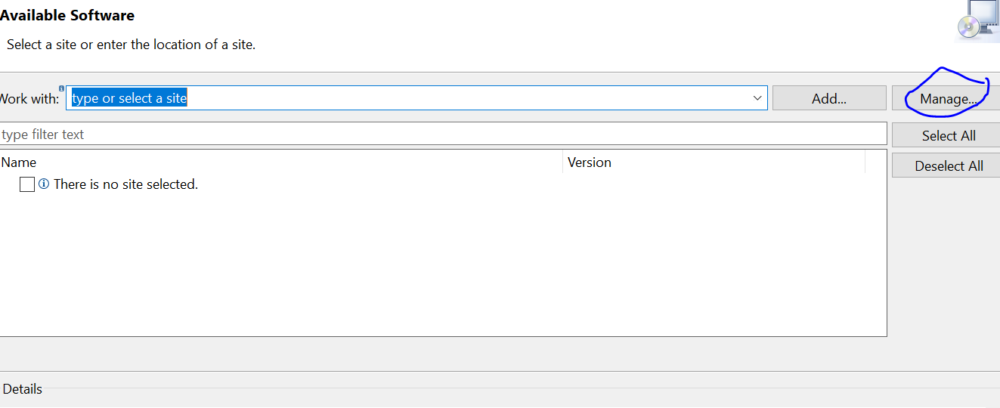 Available Software
Select a site or enter the location of a site.
Work with: type or select a site Add... Manage...
type filter text Select All
Name Version Deselect All
There is no site selected.
Details